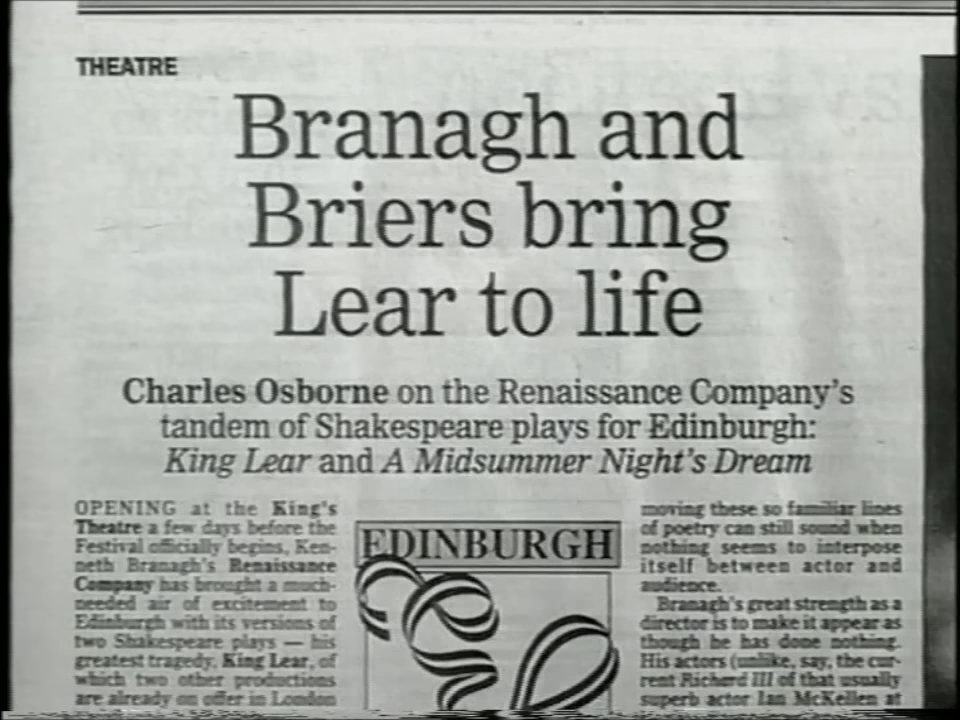 THEATRE
Branagh and
Briers bring
Lear to life
Charles Osborne on the Renaissance Company's
tandem of Shakespeare plays for Edinburgh:
King Lear and A Midsummer Night's Dream
OPENING at the King's
Theatre a few days before the
Festival officially begins, Ken-
neth Branagh's Renaissance
Company has brought a much-
needed air of excitement to
Edinburgh with its versions of
two Shakespeare plays — his
greatest tragedy, King Lear, of
which two other productions
are already on offer in London
EDINBURGH
moving these so familiar lines
of poetry can still sound when
nothing seems to interpose
itself between actor and
audience.
Branagh's great strength as a
director is to make it appear as
though he has done nothing.
His actors (unlike, say, the cur-
rent Richard III of that usually
superb actor Ian McKellen at